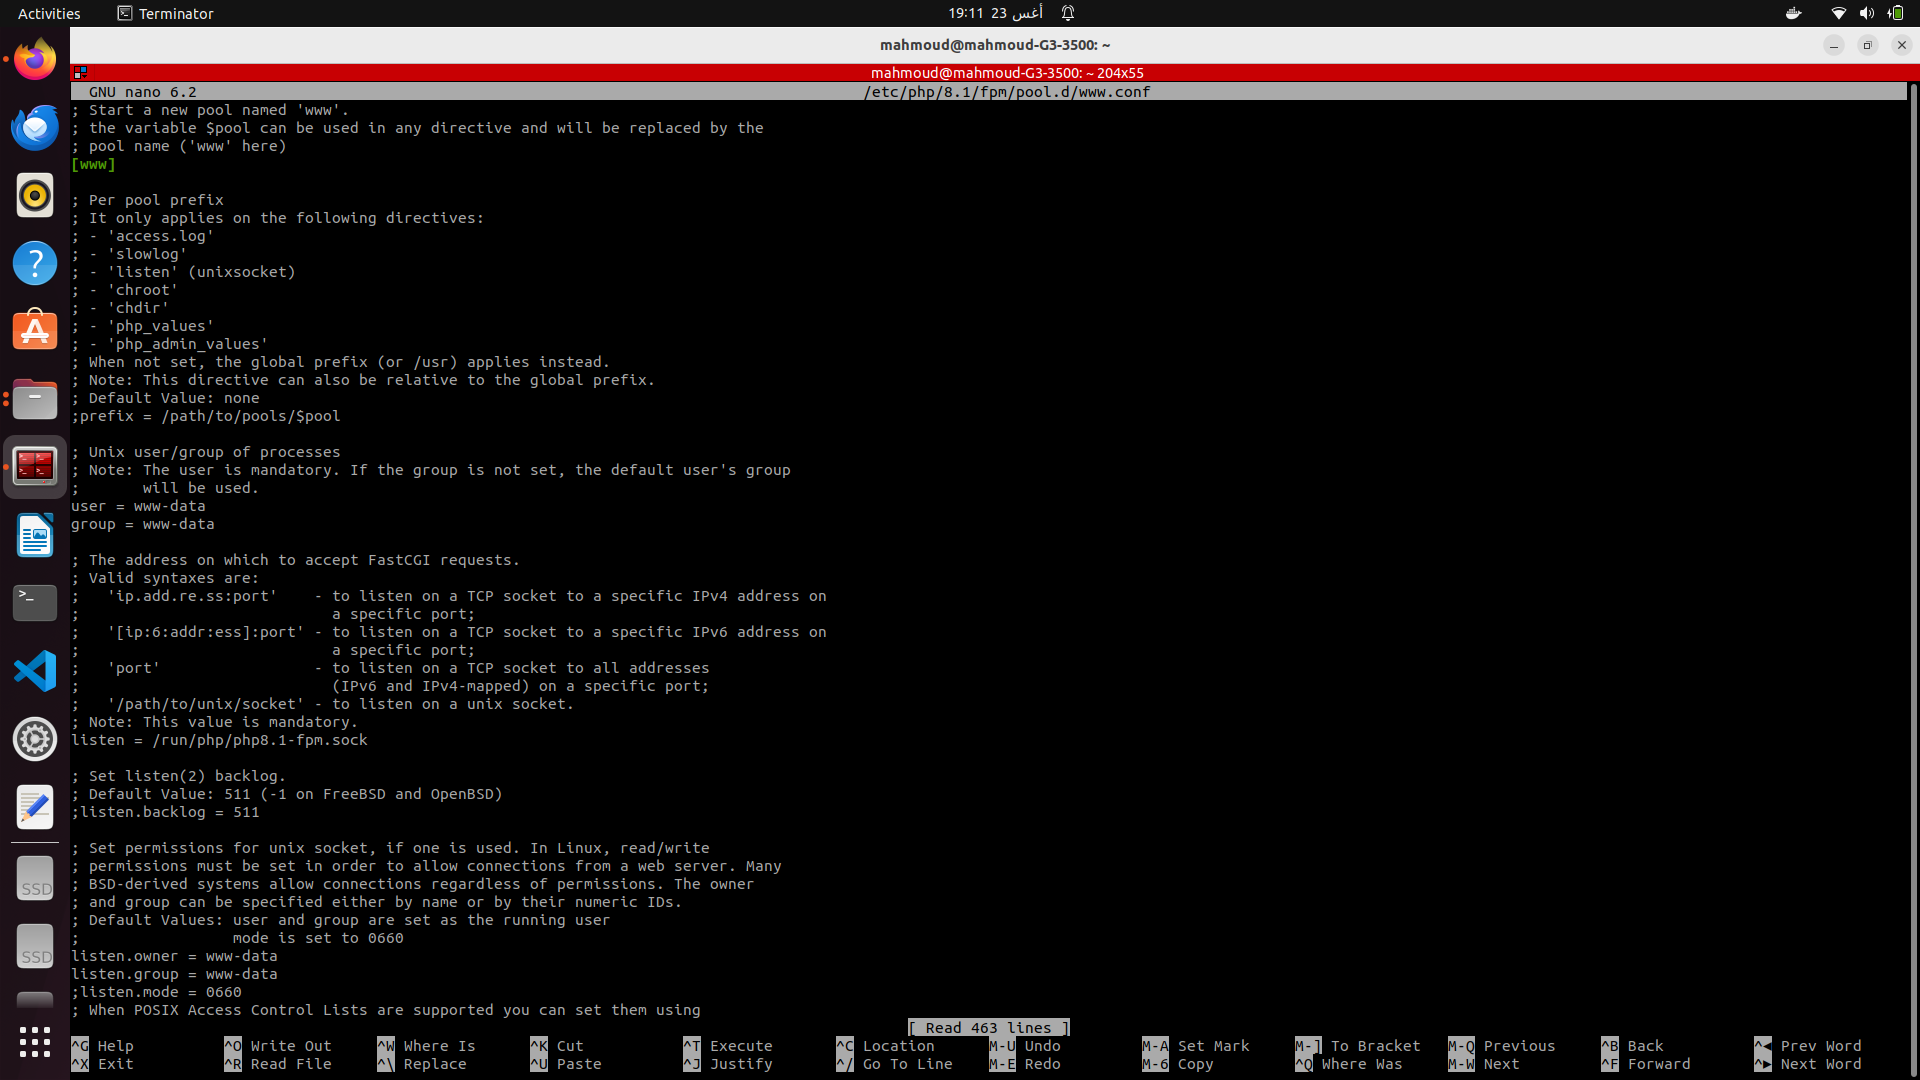 Activities
Terminator
19:11 23 أغس
mahmoud@mahmoud-G3-3500: ~
mahmoud@mahmoud-G3-3500: ~ 204x55
GNU nano 6.2 /etc/php/8.1/fpm/pool.d/www.conf
; Start a new pool named 'www'.
; the variable $pool can be used in any directive and will be replaced by the
; pool name ('www' here)
[www]
; Per pool prefix
; It only applies on the following directives:
; - 'access.log'
; - 'slowlog'
; - 'listen' (unixsocket)
; - 'chroot'
; - 'chdir'
; - 'php_values'
; - 'php_admin_values'
; When not set, the global prefix (or /usr) applies instead.
; Note: This directive can also be relative to the global prefix.
; Default Value: none
;prefix = /path/to/pools/$pool
; Unix user/group of processes
; Note: The user is mandatory. If the group is not set, the default user's group
;       will be used.
user = www-data
group = www-data
; The address on which to accept FastCGI requests.
; Valid syntaxes are:
;   'ip.add.re.ss:port'    - to listen on a TCP socket to a specific IPv4 address on
;                            a specific port;
;   '[ip:6:addr:ess]:port' - to listen on a TCP socket to a specific IPv6 address on
;                            a specific port;
;   'port'                 - to listen on a TCP socket to all addresses
;                            (IPv6 and IPv4-mapped) on a specific port;
;   '/path/to/unix/socket' - to listen on a unix socket.
; Note: This value is mandatory.
listen = /run/php/php8.1-fpm.sock
; Set listen(2) backlog.
; Default Value: 511 (-1 on FreeBSD and OpenBSD)
;listen.backlog = 511
; Set permissions for unix socket, if one is used. In Linux, read/write
; permissions must be set in order to allow connections from a web server. Many
; BSD-derived systems allow connections regardless of permissions. The owner
; and group can be specified either by name or by their numeric IDs.
; Default Values: user and group are set as the running user
;                 mode is set to 0660
listen.owner = www-data
listen.group = www-data
;listen.mode = 0660
; When POSIX Access Control Lists are supported you can set them using
[ Read 463 lines ]
^G Help ^O Write Out ^W Where Is ^K Cut ^T Execute ^C Location M-U Undo M-A Set Mark M-] To Bracket M-Q Previous ^B Back ^◀ Prev Word
^X Exit ^R Read File ^\ Replace ^U Paste ^J Justify ^/ Go To Line M-E Redo M-6 Copy ^Q Where Was M-W Next ^F Forward ^▶ Next Word
SSD
SSD